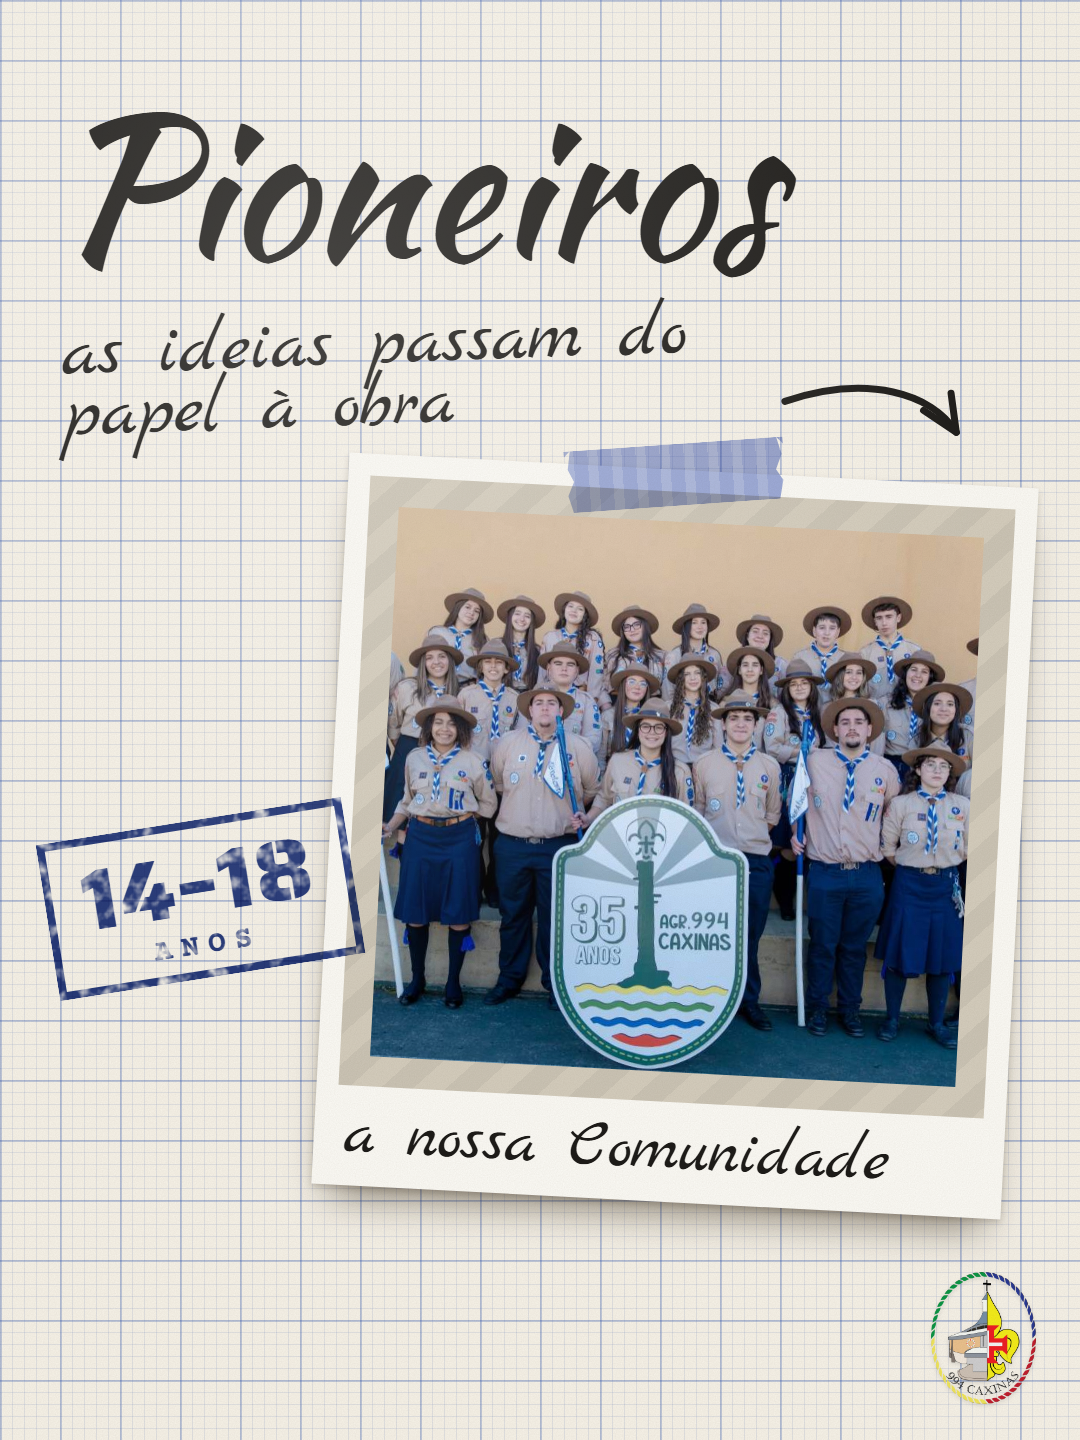 Pioneiros
as ideias passam do
papel à obra
14-18
ANOS
35
ANOS
AGR.994
CAXINAS
a nossa Comunidade
994 CAXINAS